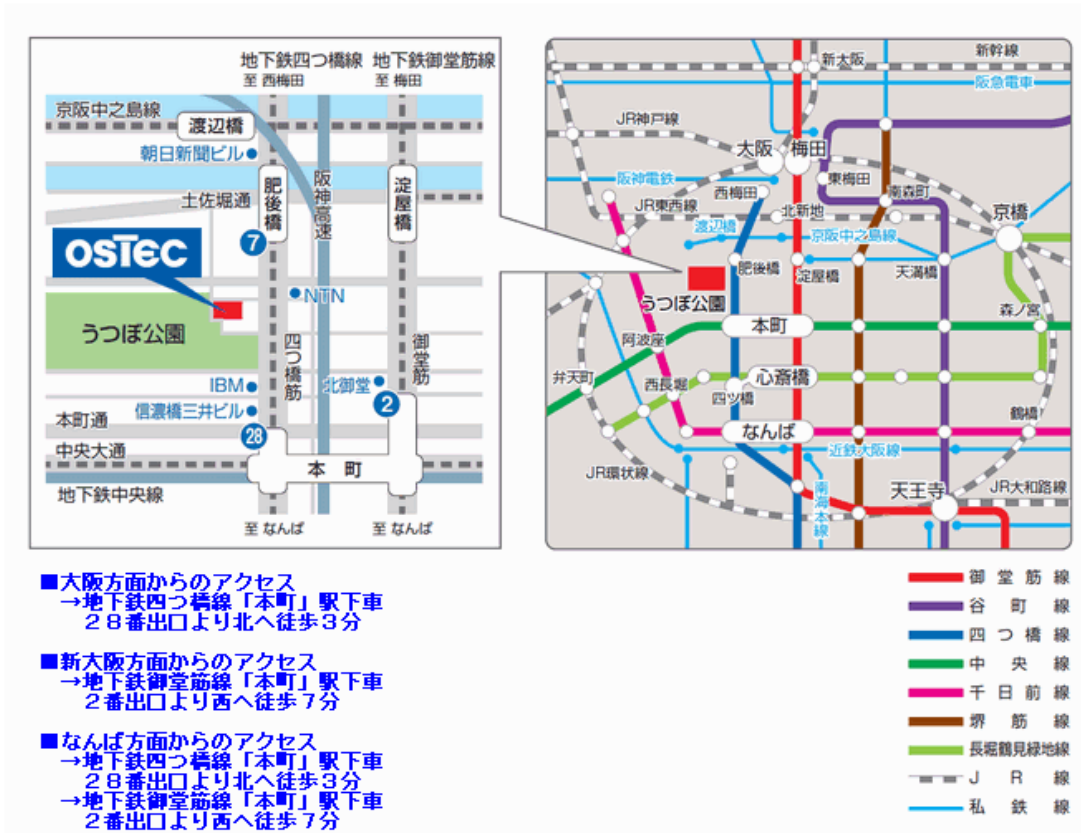 地下鉄四つ橋線
至 西梅田
地下鉄御堂筋線
至 梅田
京阪中之島線
渡辺橋
朝日新聞ビル
土佐堀通
肥後橋
阪神高速
淀屋橋
7
OSTEC
NTN
うつぼ公園
四つ橋筋
御堂筋
IBM
北御堂
2
信濃橋三井ビル
本町通
28
中央大通
本町
地下鉄中央線
至 なんば
至 なんば
新幹線
新大阪
阪急電車
JR神戸線
大阪
梅田
阪神電鉄
西梅田
東梅田
南森町
JR東西線
北新地
京橋
渡辺橋
京阪中之島線
肥後橋
淀屋橋
天満橋
うつぼ公園
森ノ宮
本町
阿波座
弁天町
西長堀
心斎橋
四ツ橋
鶴橋
なんば
近鉄大阪線
JR環状線
南海本線
天王寺
JR大和路線
■大阪方面からのアクセス
→地下鉄四つ橋線「本町」駅下車
28番出口より北へ徒歩3分
■新大阪方面からのアクセス
→地下鉄御堂筋線「本町」駅下車
2番出口より西へ徒歩7分
■なんば方面からのアクセス
→地下鉄四つ橋線「本町」駅下車
28番出口より北へ徒歩3分
→地下鉄御堂筋線「本町」駅下車
2番出口より西へ徒歩7分
御堂筋線
谷町線
四つ橋線
中央線
千日前線
堺筋線
長堀鶴見緑地線
JR線
私鉄線